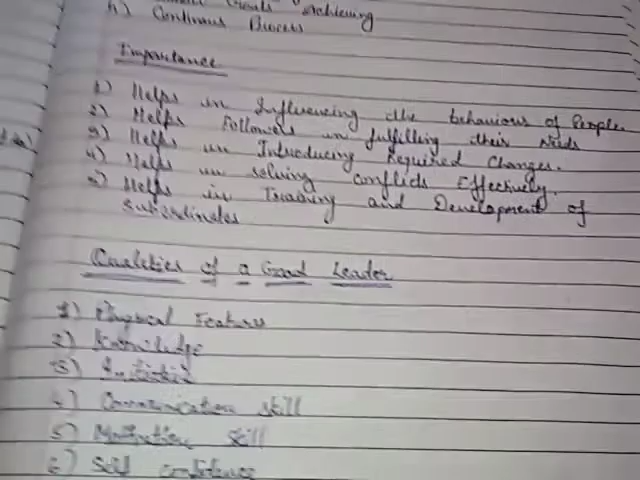 Goals Achieving
h) Continous Process
Importance
1) Helps in Influencing the behaviour of People.
2) Helps Followers in fulfilling their needs
3) Helps in Introducing Required Changes.
4) Helps in solving conflicts Effectively.
5) Helps in Training and Development of
Subordinates
Qualities of a Good Leader
1) Physical Features
2) Knowledge
3) Initiative
4) Communication skill
5) Motivation skill
6) Self confidence